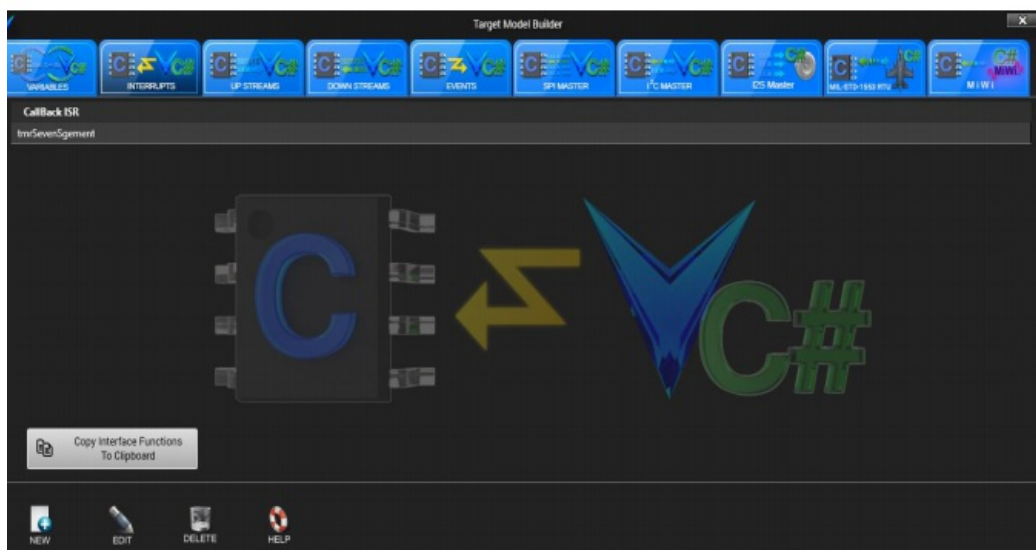 Target Model Builder
VARIABLES
INTERRUPTS
UP STREAMS
DOWN STREAMS
EVENTS
SPI MASTER
I²C MASTER
I2S Master
MIL-STD-1553 RTU
MiWi
CallBack ISR
tmrSevenSgement
C
C#
Copy Interface Functions
To Clipboard
NEW
EDIT
DELETE
HELP